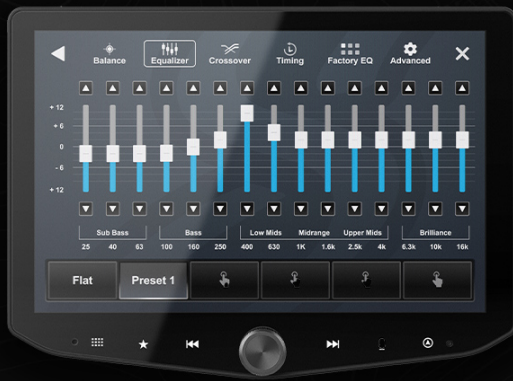 Balance Equalizer Crossover Timing Factory EQ Advanced
+ 12
+ 6
0
- 6
+ 12
Sub Bass Bass Low Mids Midrange Upper Mids Brilliance
25 40 63 100 160 250 400 630 1K 1.6k 2.5k 4k 6.3k 10k 16k
Flat Preset 1